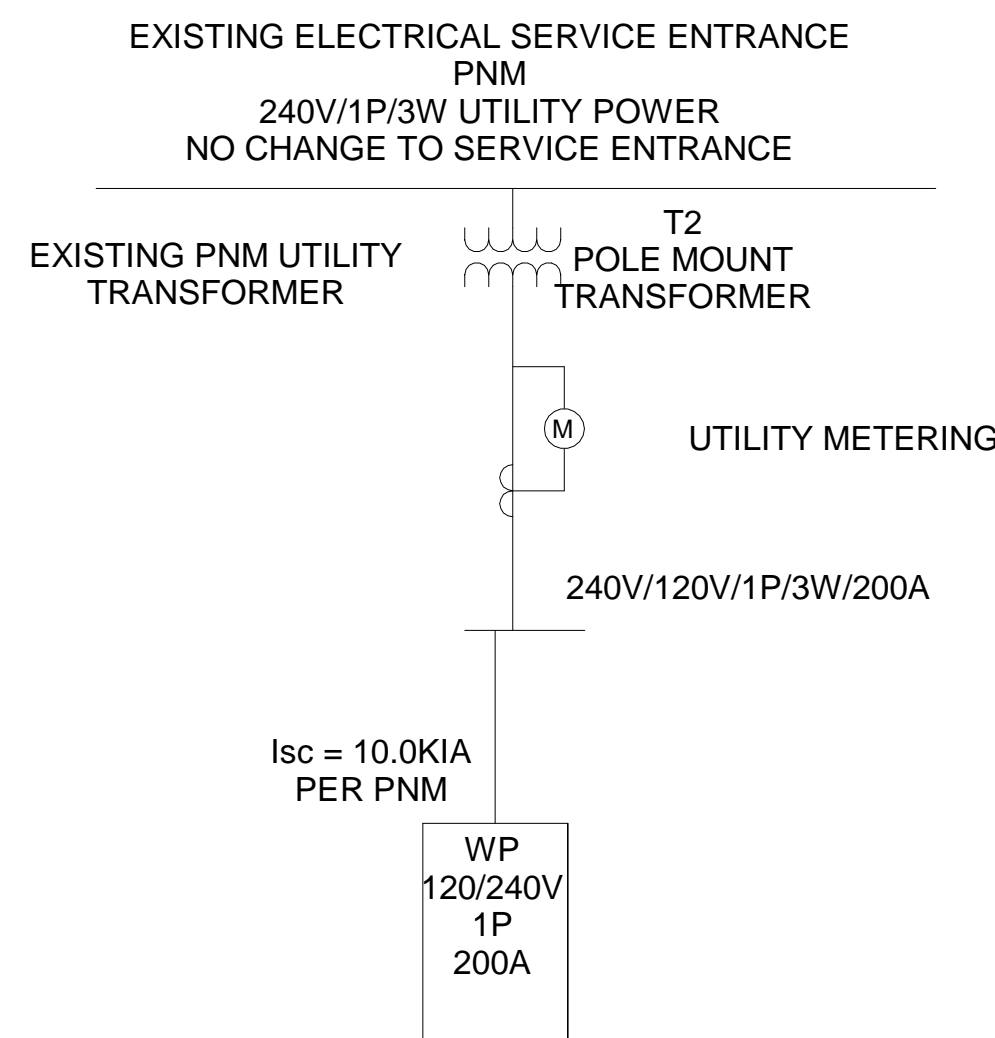 EXISTING ELECTRICAL SERVICE ENTRANCE
PNM
240V/1P/3W UTILITY POWER
NO CHANGE TO SERVICE ENTRANCE
EXISTING PNM UTILITY
TRANSFORMER
T2
POLE MOUNT
TRANSFORMER
M
UTILITY METERING
240V/120V/1P/3W/200A
Isc = 10.0KIA
PER PNM
WP
120/240V
1P
200A